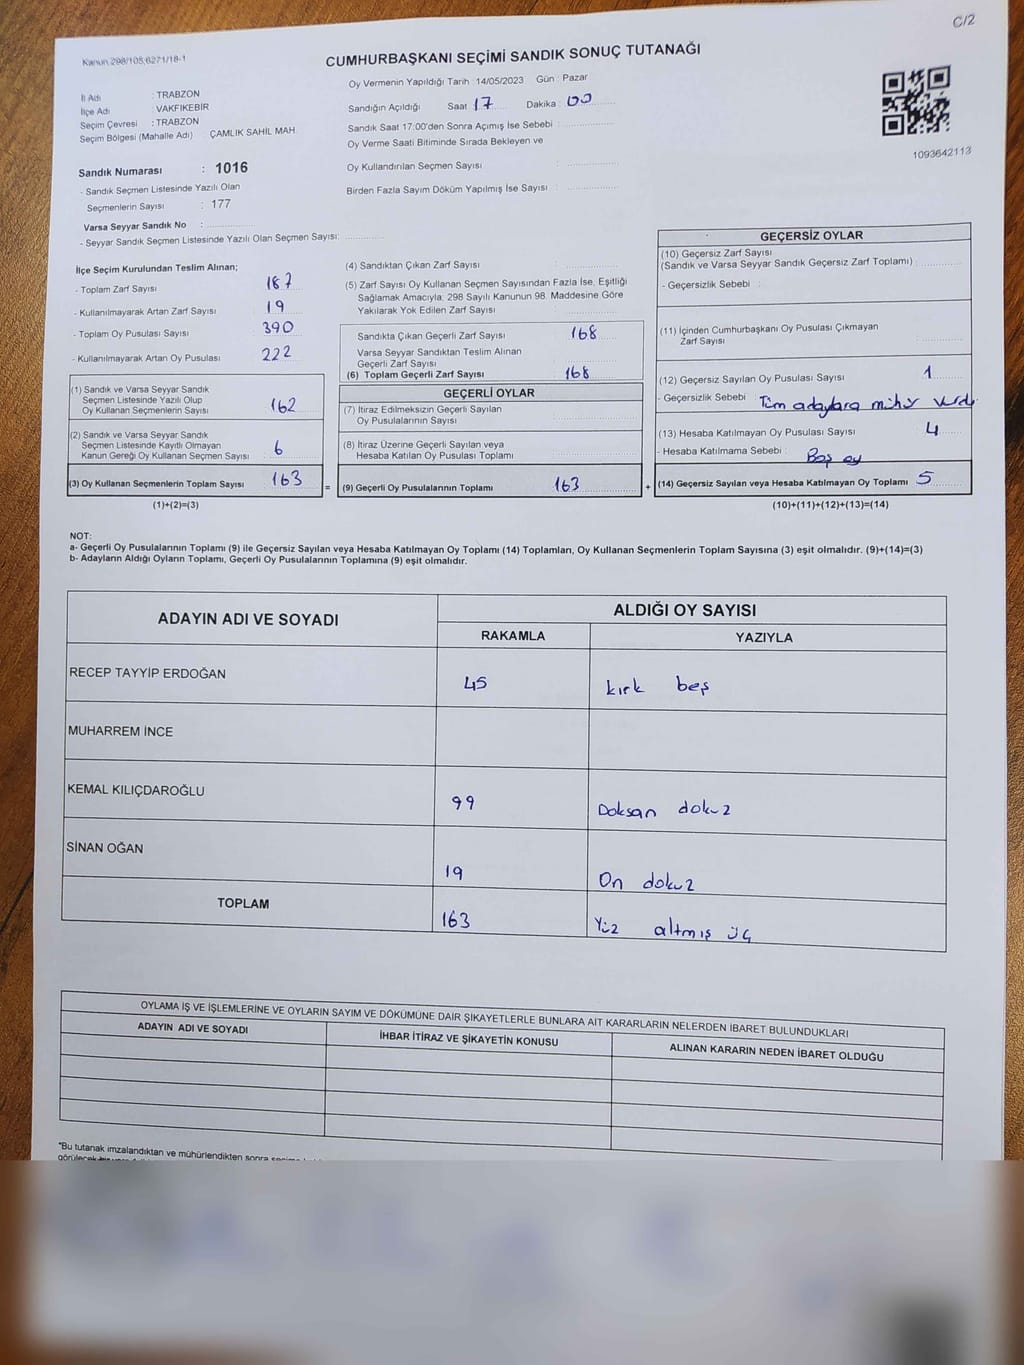 C/2
Kanun:298/105,6271/18-1
CUMHURBAŞKANI SEÇİMİ SANDIK SONUÇ TUTANAĞI
İl Adı : TRABZON
İlçe Adı : VAKFIKEBİR
Seçim Çevresi : TRABZON
Seçim Bölgesi (Mahalle Adı) ÇAMLIK SAHİL MAH.
Sandık Numarası : 1016
- Sandık Seçmen Listesinde Yazılı Olan
Seçmenlerin Sayısı : 177
Varsa Seyyar Sandık No :
- Seyyar Sandık Seçmen Listesinde Yazılı Olan Seçmen Sayısı:
Oy Vermenin Yapıldığı Tarih : 14/05/2023 Gün : Pazar
Sandığın Açıldığı Saat 17 Dakika : 00
Sandık Saat 17:00'den Sonra Açımış İse Sebebi :
Oy Verme Saati Bitiminde Sırada Bekleyen ve
Oy Kullandırılan Seçmen Sayısı :
Birden Fazla Sayım Döküm Yapılmış İse Sayısı :
1093642113
İlçe Seçim Kurulundan Teslim Alınan;
- Toplam Zarf Sayısı : 187
- Kullanılmayarak Artan Zarf Sayısı : 19
- Toplam Oy Pusulası Sayısı : 390
- Kullanılmayarak Artan Oy Pusulası : 222
(1) Sandık ve Varsa Seyyar Sandık
Seçmen Listesinde Yazılı Olup
Oy Kullanan Seçmenlerin Sayısı : 162
(2) Sandık ve Varsa Seyyar Sandık
Seçmen Listesinde Kayıtlı Olmayan
Kanun Gereği Oy Kullanan Seçmen Sayısı : 6
(3) Oy Kullanan Seçmenlerin Toplam Sayısı : 163
(1)+(2)=(3)
(4) Sandıktan Çıkan Zarf Sayısı :
(5) Zarf Sayısı Oy Kullanan Seçmen Sayısından Fazla İse, Eşitliği
Sağlamak Amacıyla; 298 Sayılı Kanunun 98. Maddesine Göre
Yakılarak Yok Edilen Zarf Sayısı :
Sandıkta Çıkan Geçerli Zarf Sayısı : 168
Varsa Seyyar Sandıktan Teslim Alınan
Geçerli Zarf Sayısı :
(6) Toplam Geçerli Zarf Sayısı : 168
GEÇERLİ OYLAR
(7) İtiraz Edilmeksizin Geçerli Sayılan
Oy Pusulalarının Sayısı :
(8) İtiraz Üzerine Geçerli Sayılan veya
Hesaba Katılan Oy Pusulası Toplamı :
= (9) Geçerli Oy Pusulalarının Toplamı 163 +
GEÇERSİZ OYLAR
(10) Geçersiz Zarf Sayısı
(Sandık ve Varsa Seyyar Sandık Geçersiz Zarf Toplamı)
- Geçersizlik Sebebi :
(11) İçinden Cumhurbaşkanı Oy Pusulası Çıkmayan
Zarf Sayısı :
(12) Geçersiz Sayılan Oy Pusulası Sayısı : 1
- Geçersizlik Sebebi : Tüm adaylara mühür vurdu
(13) Hesaba Katılmayan Oy Pusulası Sayısı : 4
- Hesaba Katılmama Sebebi : Boş oy
(14) Geçersiz Sayılan veya Hesaba Katılmayan Oy Toplamı : 5
(10)+(11)+(12)+(13)=(14)
NOT:
a- Geçerli Oy Pusulalarının Toplamı (9) ile Geçersiz Sayılan veya Hesaba Katılmayan Oy Toplamı (14) Toplamları, Oy Kullanan Seçmenlerin Toplam Sayısına (3) eşit olmalıdır. (9)+(14)=(3)
b- Adayların Aldığı Oyların Toplamı, Geçerli Oy Pusulalarının Toplamına (9) eşit olmalıdır.
ADAYIN ADI VE SOYADI ALDIĞI OY SAYISI
RAKAMLA YAZIYLA
RECEP TAYYİP ERDOĞAN 45 kırk beş
MUHARREM İNCE
KEMAL KILIÇDAROĞLU 99 Doksan dokuz
SİNAN OĞAN 19 On dokuz
TOPLAM 163 Yüz altmış üç
OYLAMA İŞ VE İŞLEMLERİNE VE OYLARIN SAYIM VE DÖKÜMÜNE DAİR ŞİKAYETLERLE BUNLARA AİT KARARLARIN NELERDEN İBARET BULUNDUKLARI
ADAYIN ADI VE SOYADI İHBAR İTİRAZ VE ŞİKAYETİN KONUSU ALINAN KARARIN NEDEN İBARET OLDUĞU
*Bu tutanak imzalandıktan ve mühürlendikten sonra